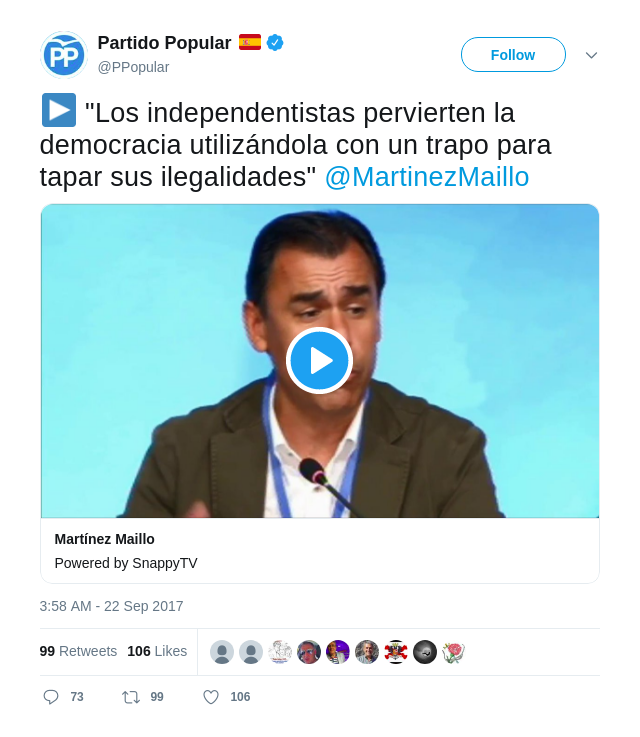 PP
Partido Popular
@PPopular
Follow
"Los independentistas pervierten la
democracia utilizándola con un trapo para
tapar sus ilegalidades" @MartinezMaillo
Martínez Maillo
Powered by SnappyTV
3:58 AM - 22 Sep 2017
99 Retweets 106 Likes
73 99 106